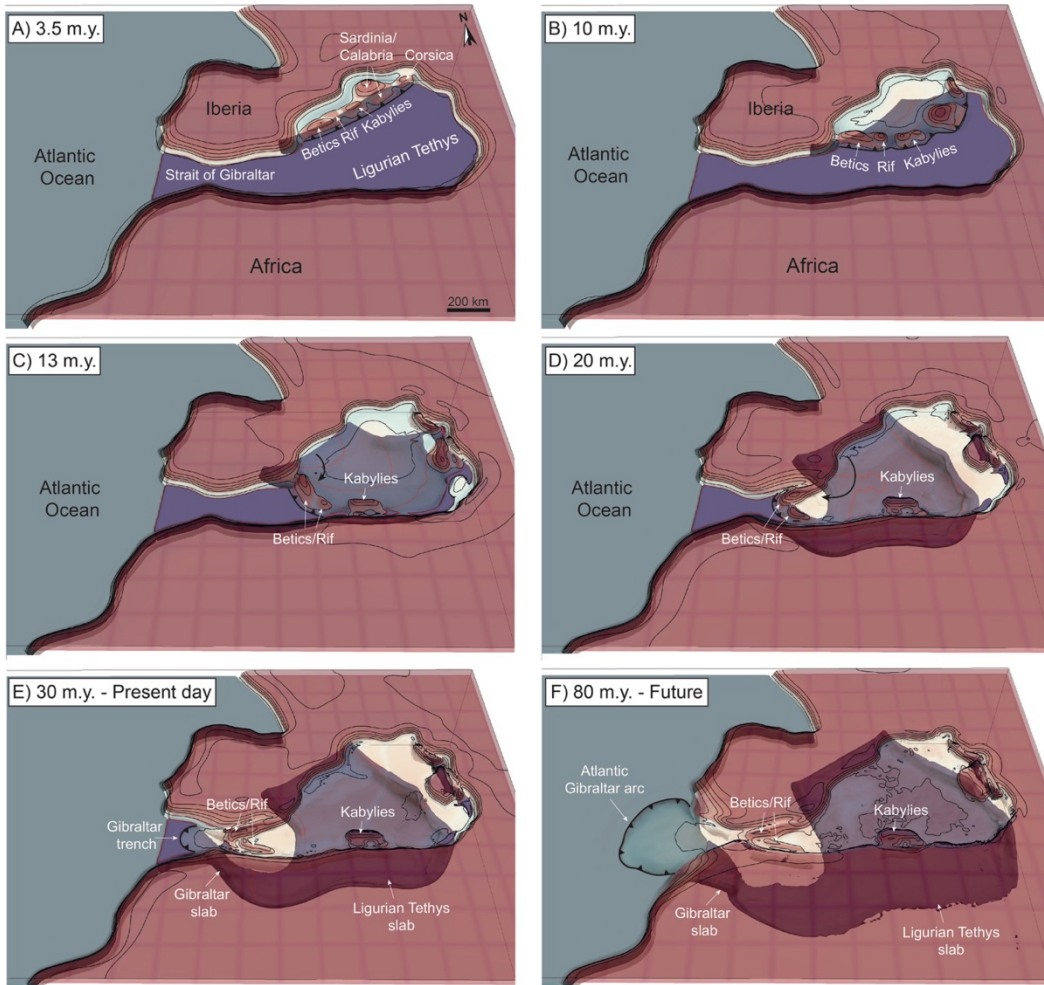 A) 3.5 m.y.
N
Sardinia/
Calabria Corsica
Iberia
Betics Rif Kabylies
Atlantic
Ocean
Strait of Gibraltar
Ligurian Tethys
Africa
200 km
B) 10 m.y.
Iberia
Atlantic
Ocean
Betics Rif Kabylies
Africa
C) 13 m.y.
Kabylies
Atlantic
Ocean
Betics/Rif
D) 20 m.y.
Kabylies
Atlantic
Ocean
Betics/Rif
E) 30 m.y. - Present day
Betics/Rif
Kabylies
Gibraltar
trench
Gibraltar
slab
Ligurian Tethys
slab
F) 80 m.y. - Future
Atlantic
Gibraltar arc
Betics/Rif
Kabylies
Gibraltar
slab
Ligurian Tethys
slab